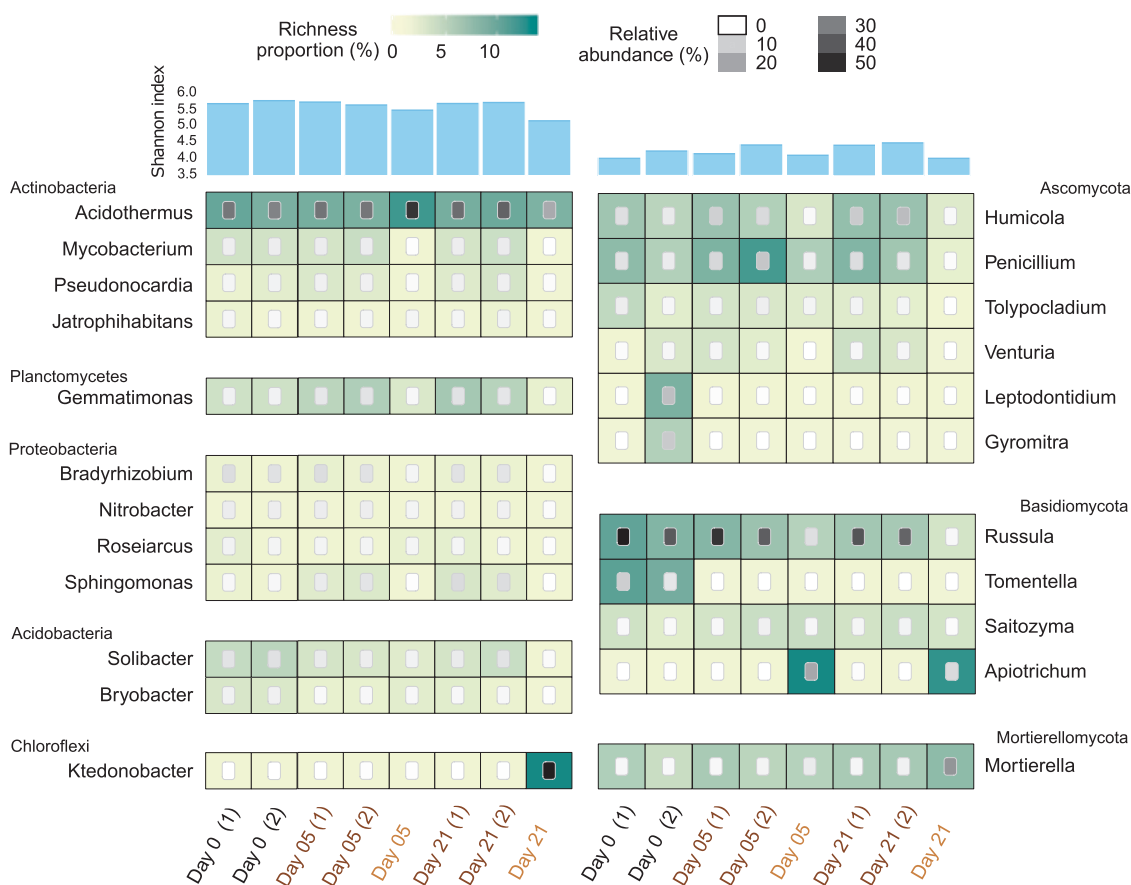 Richness
proportion (%)
0 5 10
Relative
abundance (%)
0
10
20
30
40
50
Shannon index
6.0
5.5
5.0
4.5
4.0
3.5
Actinobacteria
Acidothermus
Mycobacterium
Pseudonocardia
Jatrophihabitans
Planctomycetes
Gemmatimonas
Proteobacteria
Bradyrhizobium
Nitrobacter
Roseiarcus
Sphingomonas
Acidobacteria
Solibacter
Bryobacter
Chloroflexi
Ktedonobacter
Day 0 (1)
Day 0 (2)
Day 05 (1)
Day 05 (2)
Day 05
Day 21 (1)
Day 21 (2)
Day 21
Ascomycota
Humicola
Penicillium
Tolypocladium
Venturia
Leptodontidium
Gyromitra
Basidiomycota
Russula
Tomentella
Saitozyma
Apiotrichum
Mortierellomycota
Mortierella
Day 0 (1)
Day 0 (2)
Day 05 (1)
Day 05 (2)
Day 05
Day 21 (1)
Day 21 (2)
Day 21